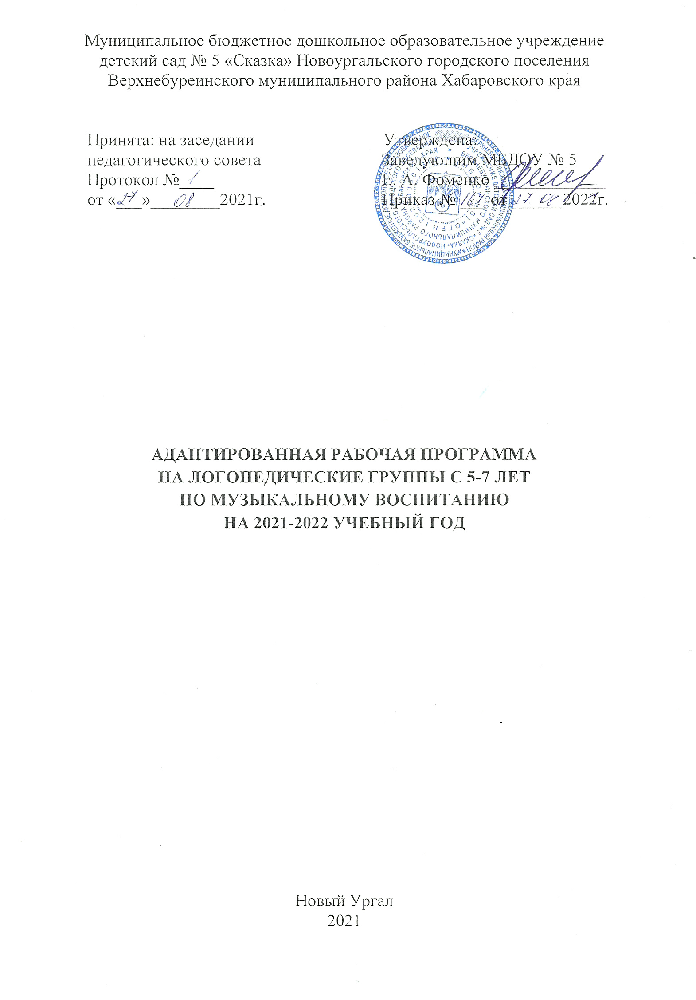 Муниципальное бюджетное дошкольное образовательное учреждение
детский сад № 5 «Сказка» Новоургальского городского поселения
Верхнебуреинского муниципального района Хабаровского края
Принята: на заседании
педагогического совета
Протокол № 1
от «27» 08 2021г.
Утверждена:
Заведующим МБДОУ № 5
Е. А. Фоменко
Приказ № от 27. 08 2021г.
АДАПТИРОВАННАЯ РАБОЧАЯ ПРОГРАММА
НА ЛОГОПЕДИЧЕСКИЕ ГРУППЫ С 5-7 ЛЕТ
ПО МУЗЫКАЛЬНОМУ ВОСПИТАНИЮ
НА 2021-2022 УЧЕБНЫЙ ГОД
Новый Ургал
2021